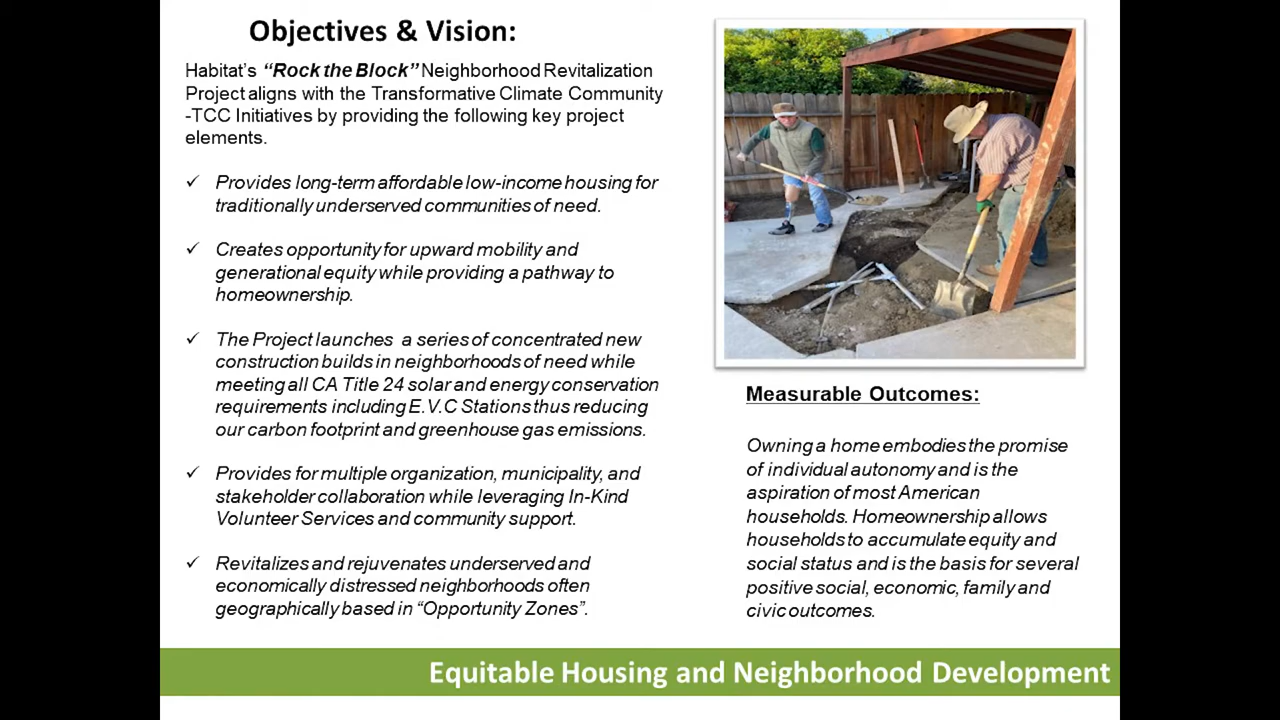 Objectives & Vision:
Habitat's “Rock the Block” Neighborhood Revitalization
Project aligns with the Transformative Climate Community
-TCC Initiatives by providing the following key project
elements.
✓ Provides long-term affordable low-income housing for
traditionally underserved communities of need.
✓ Creates opportunity for upward mobility and
generational equity while providing a pathway to
homeownership.
✓ The Project launches a series of concentrated new
construction builds in neighborhoods of need while
meeting all CA Title 24 solar and energy conservation
requirements including E.V.C Stations thus reducing
our carbon footprint and greenhouse gas emissions.
✓ Provides for multiple organization, municipality, and
stakeholder collaboration while leveraging In-Kind
Volunteer Services and community support.
✓ Revitalizes and rejuvenates underserved and
economically distressed neighborhoods often
geographically based in “Opportunity Zones”.
Measurable Outcomes:
Owning a home embodies the promise
of individual autonomy and is the
aspiration of most American
households. Homeownership allows
households to accumulate equity and
social status and is the basis for several
positive social, economic, family and
civic outcomes.
Equitable Housing and Neighborhood Development